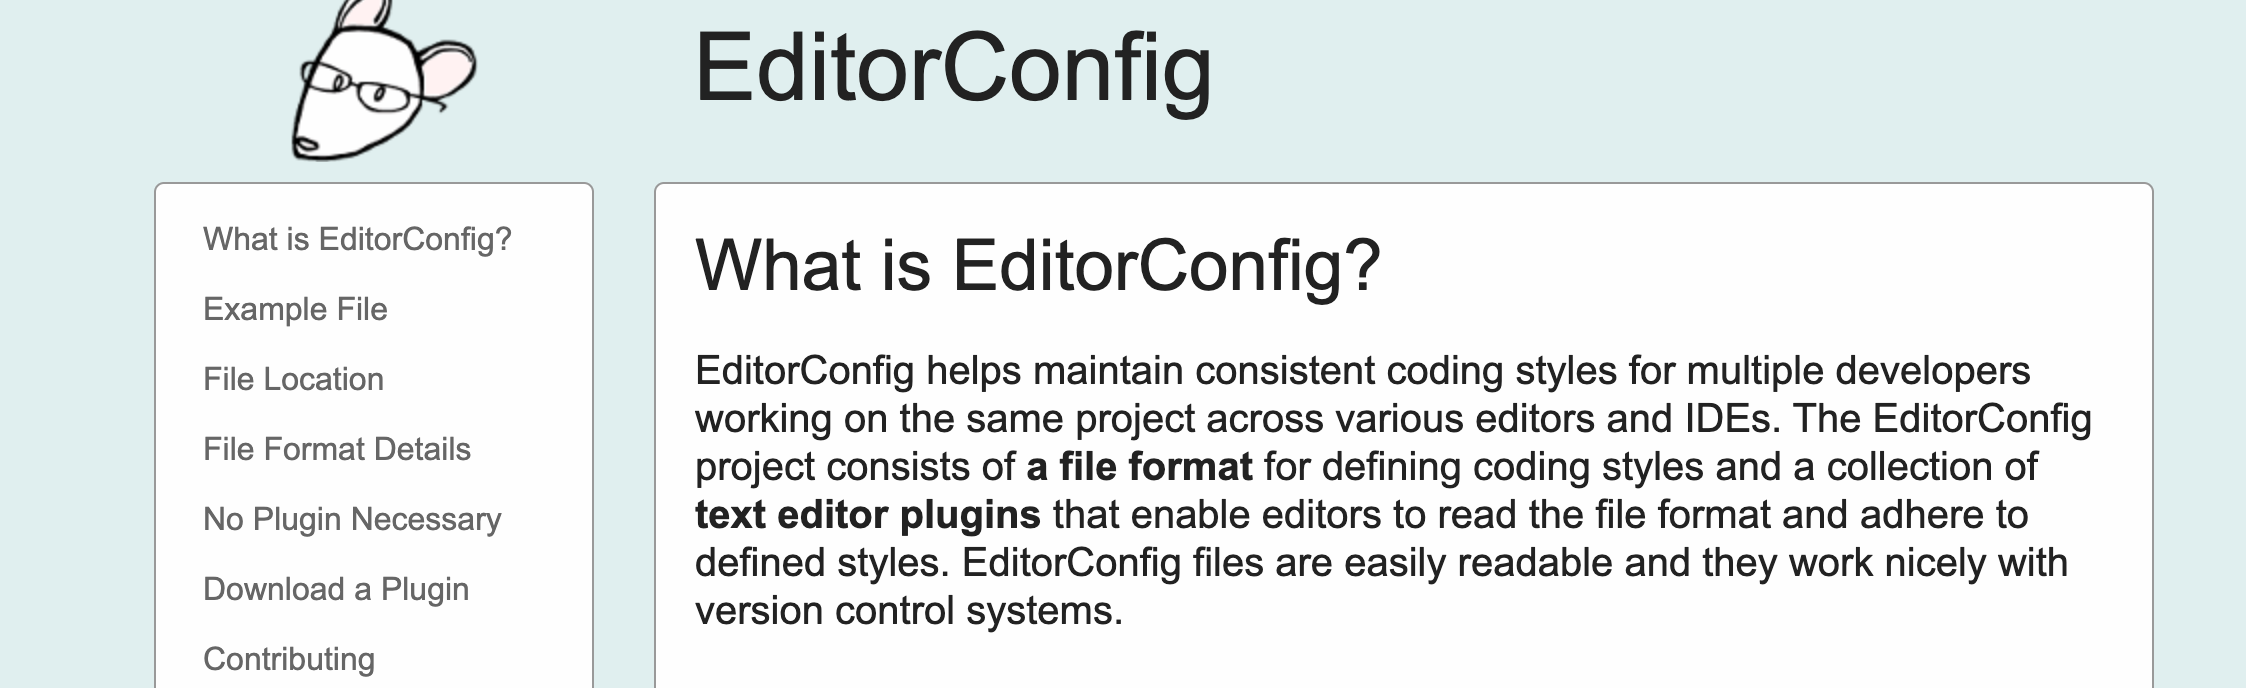 EditorConfig
What is EditorConfig?
Example File
File Location
File Format Details
No Plugin Necessary
Download a Plugin
Contributing
What is EditorConfig?
EditorConfig helps maintain consistent coding styles for multiple developers
working on the same project across various editors and IDEs. The EditorConfig
project consists of a file format for defining coding styles and a collection of
text editor plugins that enable editors to read the file format and adhere to
defined styles. EditorConfig files are easily readable and they work nicely with
version control systems.